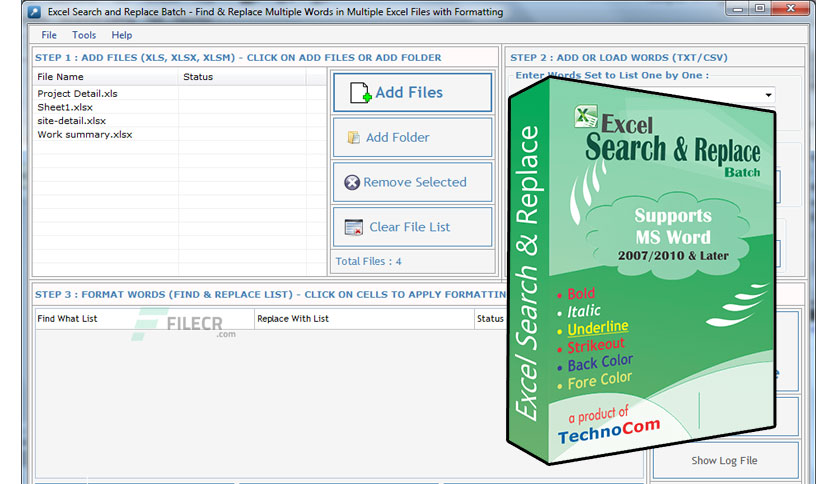 Excel Search and Replace Batch - Find & Replace Multiple Words in Multiple Excel Files with Formatting
File Tools Help
STEP 1 : ADD FILES (XLS, XLSX, XLSM) - CLICK ON ADD FILES OR ADD FOLDER
File Name Status
Project Detail.xls
Sheet1.xlsx
site-detail.xlsx
Work summary.xlsx
Add Files
Add Folder
Remove Selected
Clear File List
Total Files : 4
STEP 2 : ADD OR LOAD WORDS (TXT/CSV)
Enter Words Set to List One by One :
STEP 3 : FORMAT WORDS (FIND & REPLACE LIST) - CLICK ON CELLS TO APPLY FORMATTIN
Find What List Replace With List Status
FILECR
.com
Show Log File
Excel Search & Replace
Excel
Search & Replace
Batch
Supports
MS Word
2007/2010 & Later
• Bold
• Italic
• Underline
• Strikeout
• Back Color
• Fore Color
a product of
TechnoCom